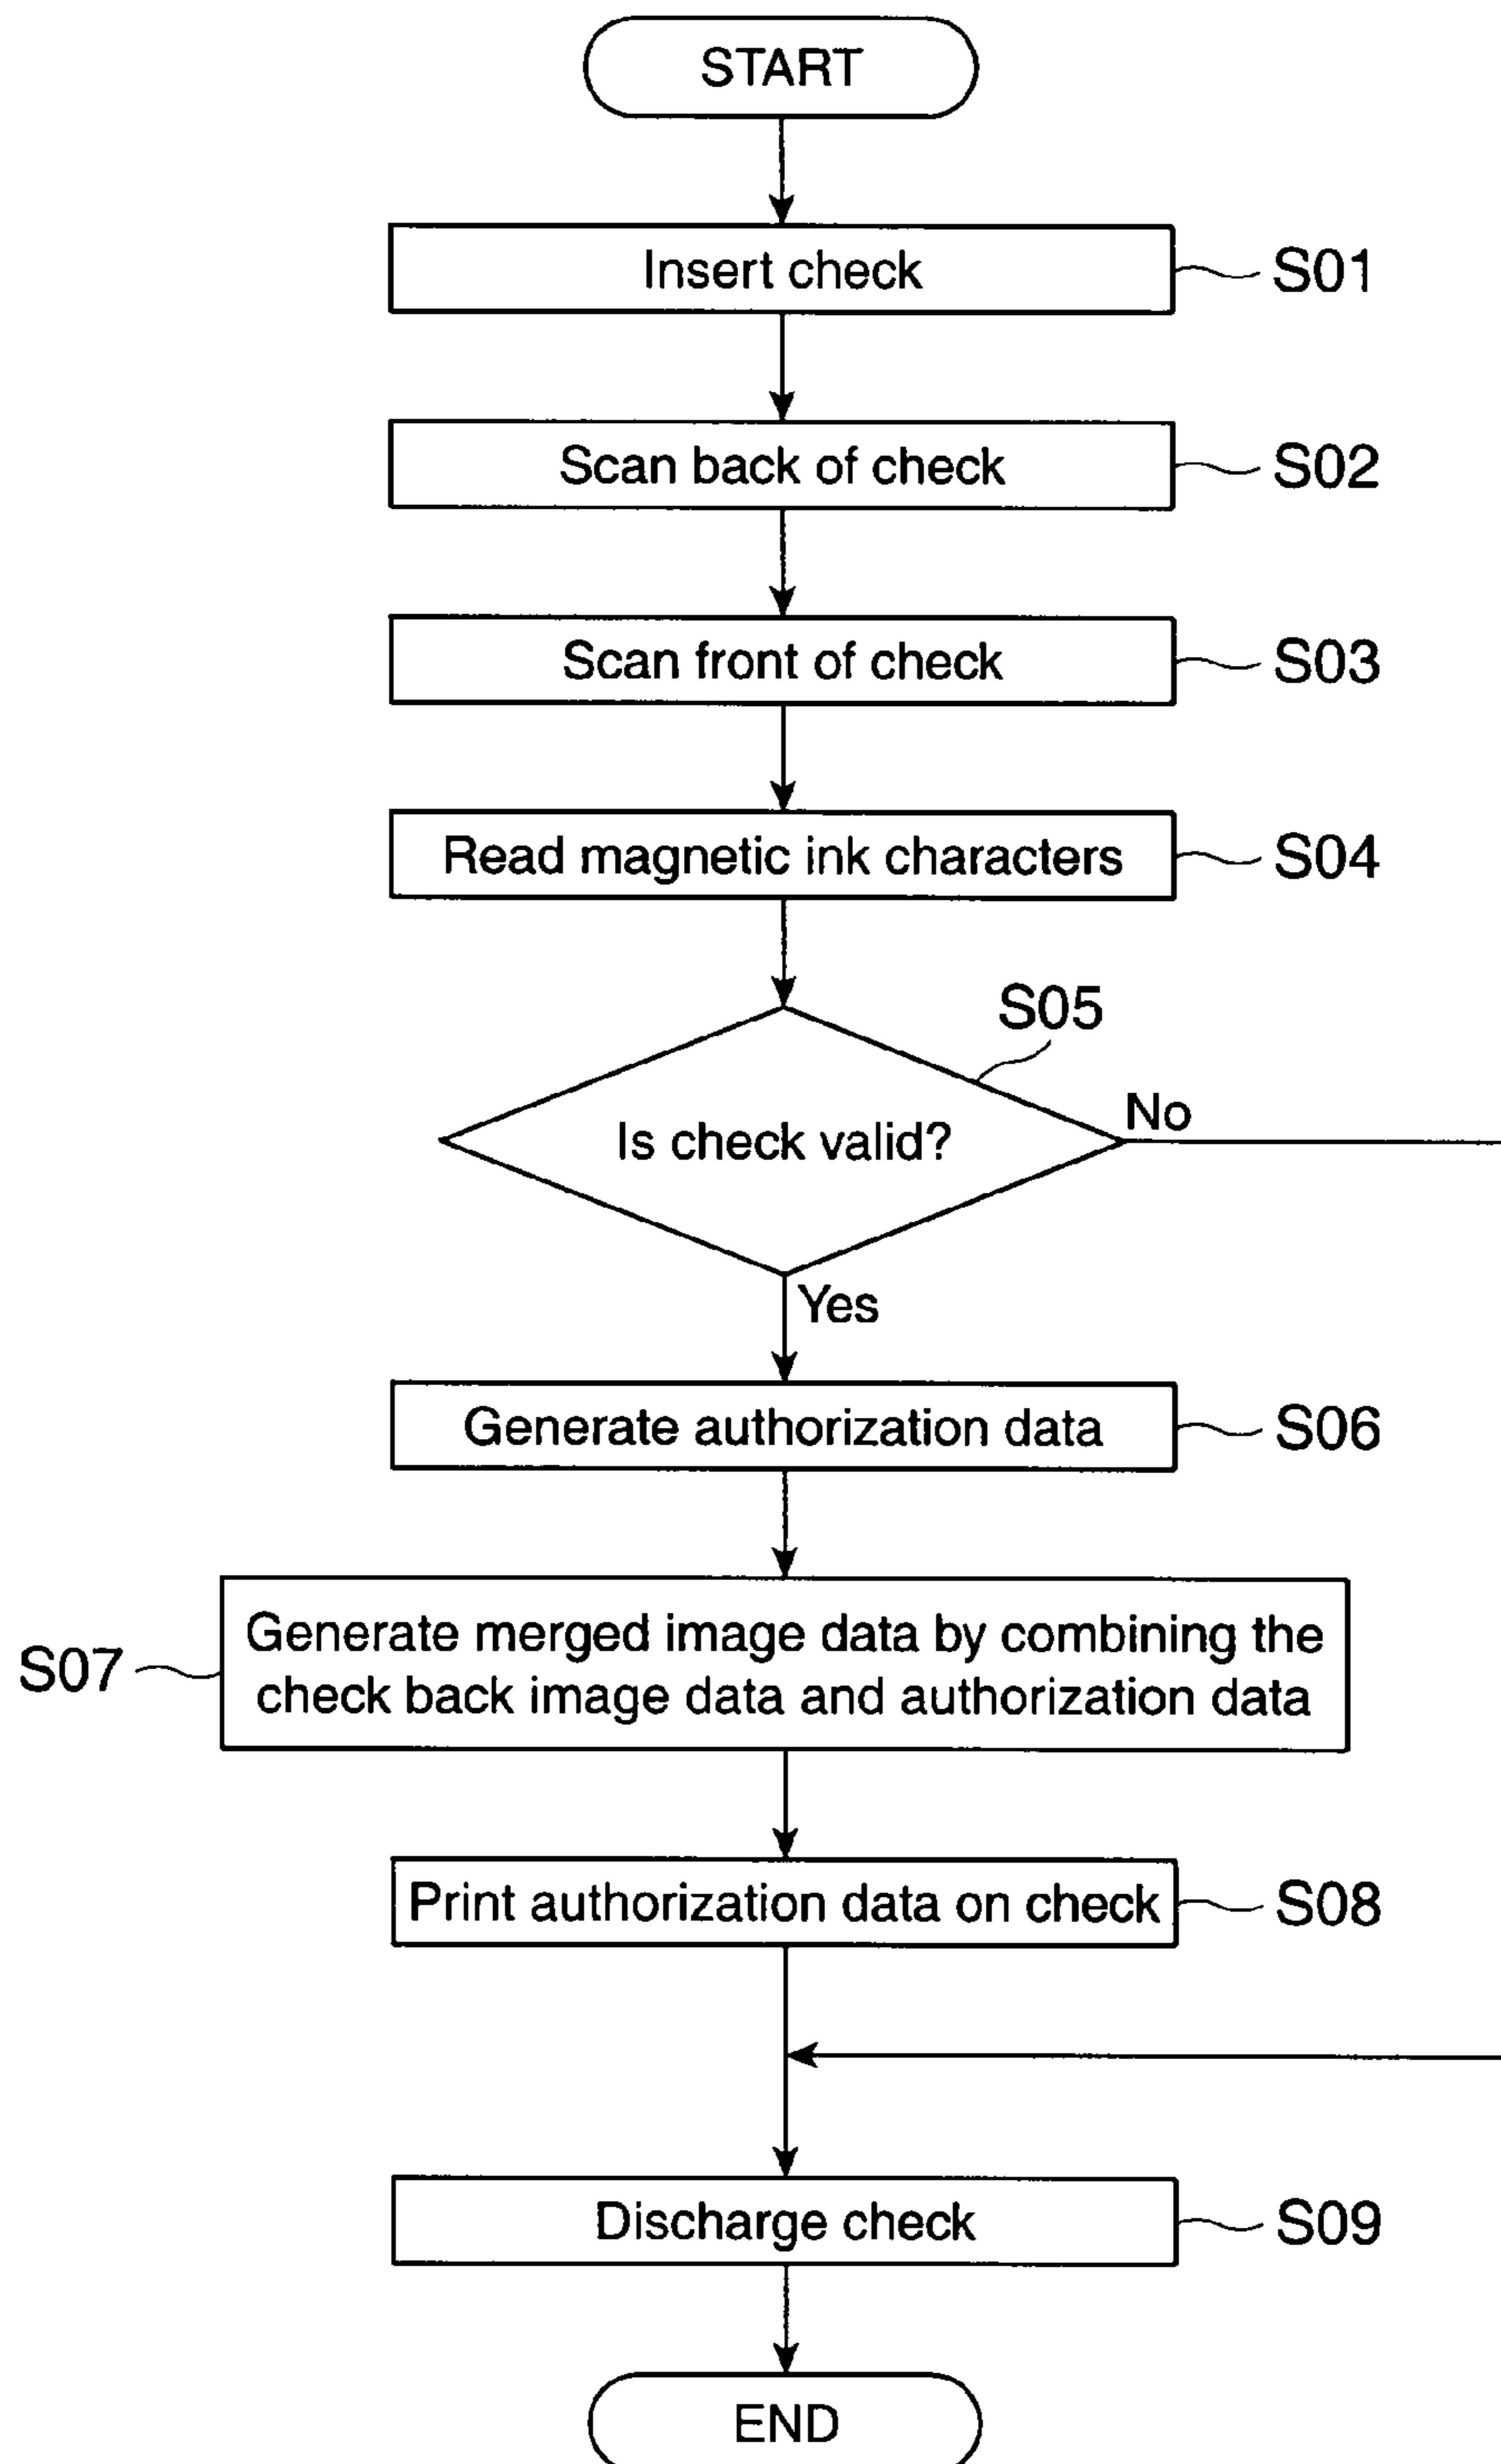 START
Insert check
S01
Scan back of check
S02
Scan front of check
S03
Read magnetic ink characters
S04
S05
Is check valid?
No
Yes
Generate authorization data
S06
S07
Generate merged image data by combining the
check back image data and authorization data
Print authorization data on check
S08
Discharge check
S09
END